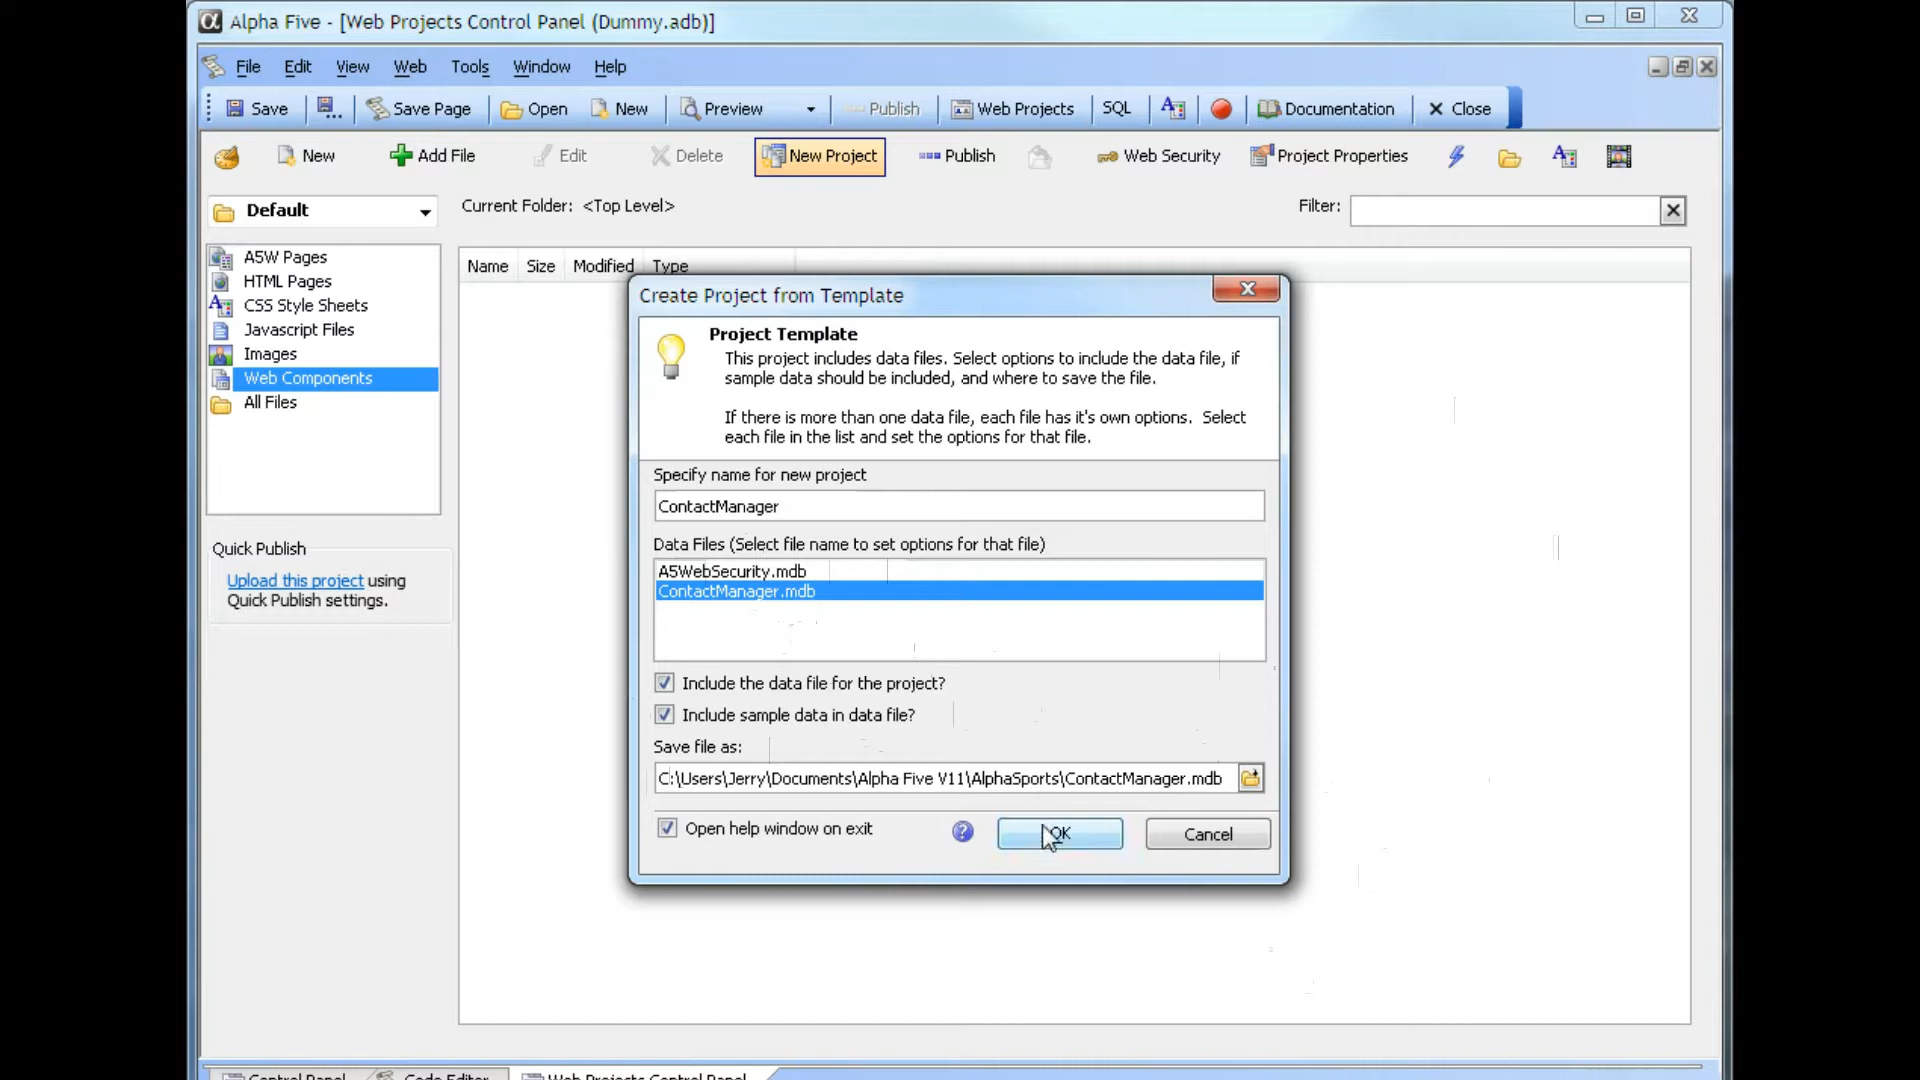 Alpha Five - [Web Projects Control Panel (Dummy.adb)]
File Edit View Web Tools Window Help
Save Save Page Open New Preview Publish Web Projects SQL Documentation Close
New Add File Edit Delete New Project Publish Web Security Project Properties
Default
Current Folder: <Top Level>
Filter:
A5W Pages
HTML Pages
CSS Style Sheets
Javascript Files
Images
Web Components
All Files
Name Size Modified Type
Quick Publish
Upload this project using
Quick Publish settings.
Create Project from Template
Project Template
This project includes data files. Select options to include the data file, if
sample data should be included, and where to save the file.
If there is more than one data file, each file has it's own options. Select
each file in the list and set the options for that file.
Specify name for new project
ContactManager
Data Files (Select file name to set options for that file)
A5WebSecurity.mdb
ContactManager.mdb
Include the data file for the project?
Include sample data in data file?
Save file as:
C:\Users\Jerry\Documents\Alpha Five V11\AlphaSports\ContactManager.mdb
Open help window on exit
OK
Cancel
Control Panel Code Editor Web Projects Control Panel